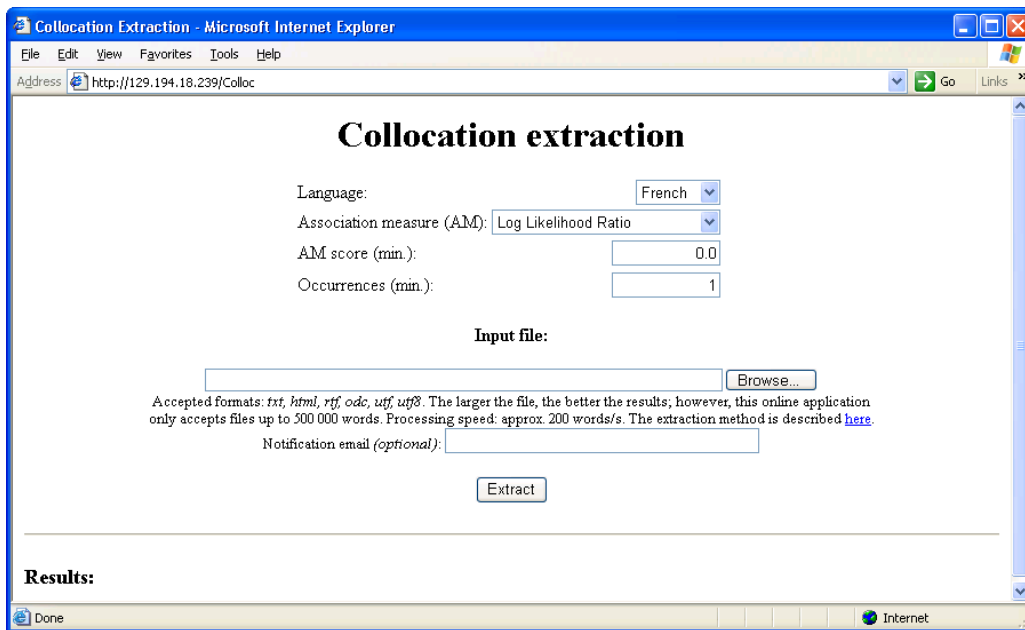 Collocation Extraction - Microsoft Internet Explorer
File Edit View Favorites Tools Help
Address http://129.194.18.239/Colloc Go Links »
Collocation extraction
Language: French
Association measure (AM): Log Likelihood Ratio
AM score (min.): 0.0
Occurrences (min.): 1
Input file:
Browse...
Accepted formats: txt, html, rtf, odc, utf, utf8. The larger the file, the better the results; however, this online application
only accepts files up to 500 000 words. Processing speed: approx. 200 words/s. The extraction method is described here.
Notification email (optional):
Extract
Results:
Done Internet